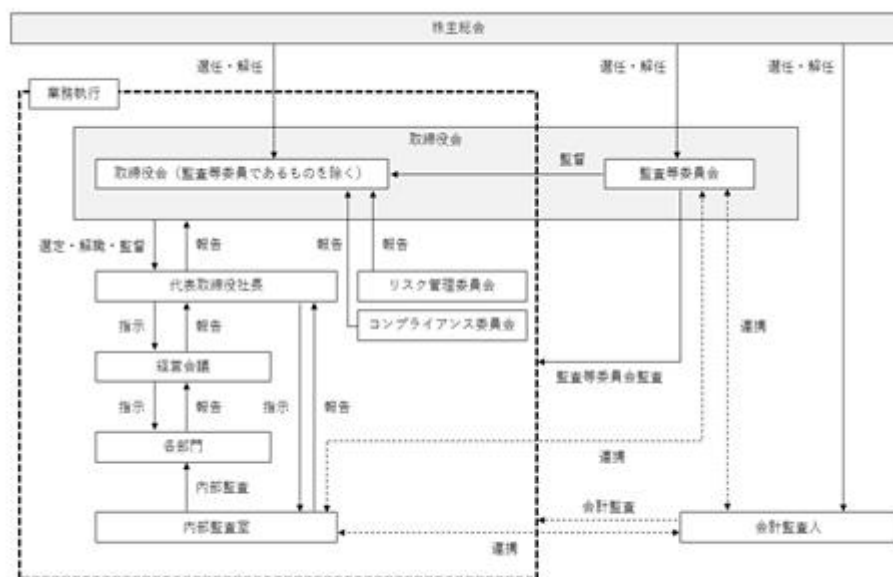 株主総会
選任・解任
選任・解任
選任・解任
業務執行
取締役会
取締役会（監査等委員であるものを除く）
監督
監査等委員会
選定・解職・監督
報告
報告
報告
代表取締役社長
リスク管理委員会
コンプライアンス委員会
指示
報告
連携
経営会議
監査等委員会監査
指示
報告
指示
報告
各部門
連携
内部監査
会計監査
内部監査室
会計監査人
連携